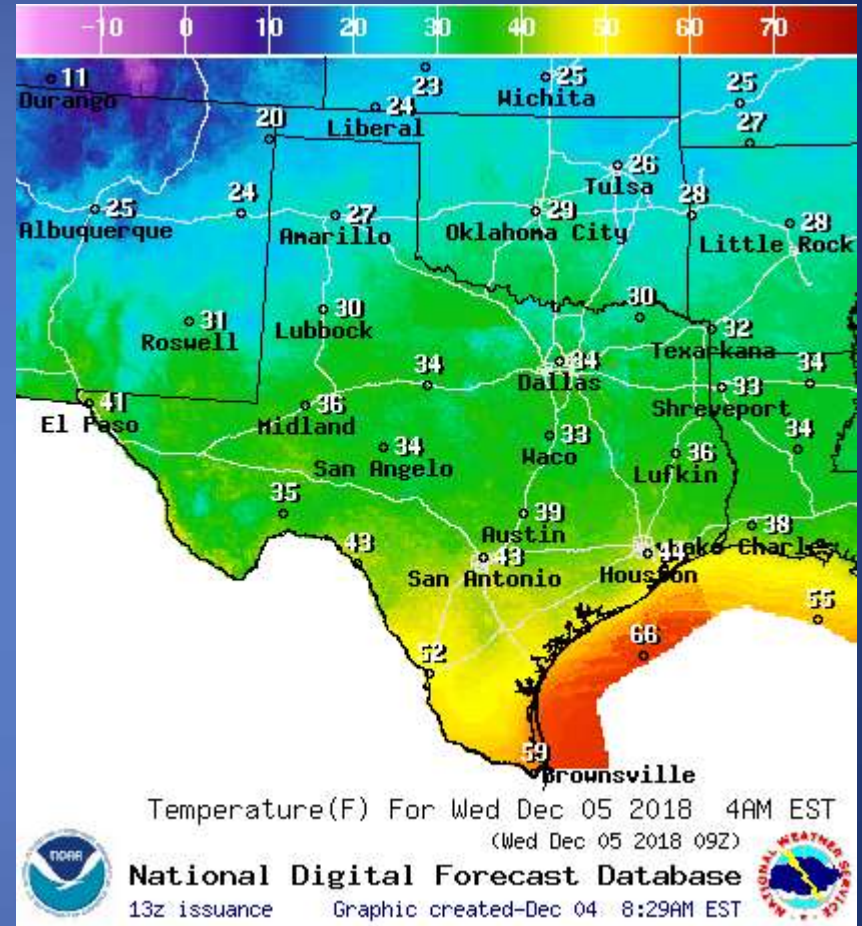 -10 0 10 20 30 40 50 60 70
11
Durango
23
25
Wichita
25
24
Liberal
20
27
26
Tulsa
25
Albuquerque
24
27
Amarillo
29
Oklahoma City
28
28
Little Rock
31
Roswell
30
Lubbock
30
32
Texarkana
34
34
Dallas
34
33
Shreveport
41
El Paso
36
Midland
34
San Angelo
33
Waco
36
Lufkin
34
35
39
Austin
38
Lake Charles
43
43
San Antonio
44
Houston
55
66
52
59
Brownsville
Temperature(F) For Wed Dec 05 2018 4AM EST
(Wed Dec 05 2018 09Z)
National Digital Forecast Database
13z issuance Graphic created-Dec 04 8:29AM EST
NOAA
NATIONAL WEATHER SERVICE